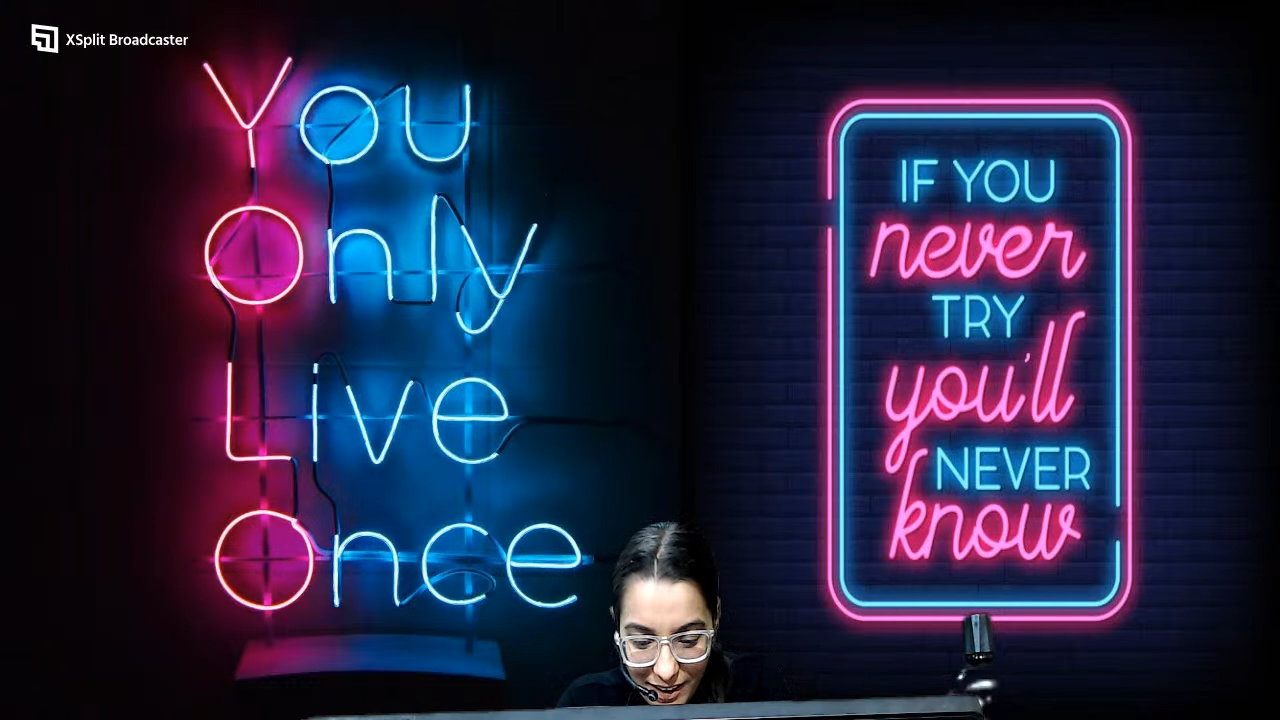 XSplit Broadcaster
You
Only
Live
Once
IF YOU
never
TRY
you'll
NEVER
know